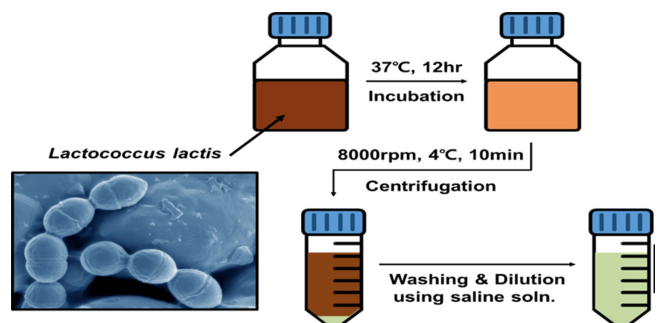 37℃, 12hr
Incubation
Lactococcus lactis
8000rpm, 4℃, 10min
Centrifugation
Washing & Dilution
using saline soln.